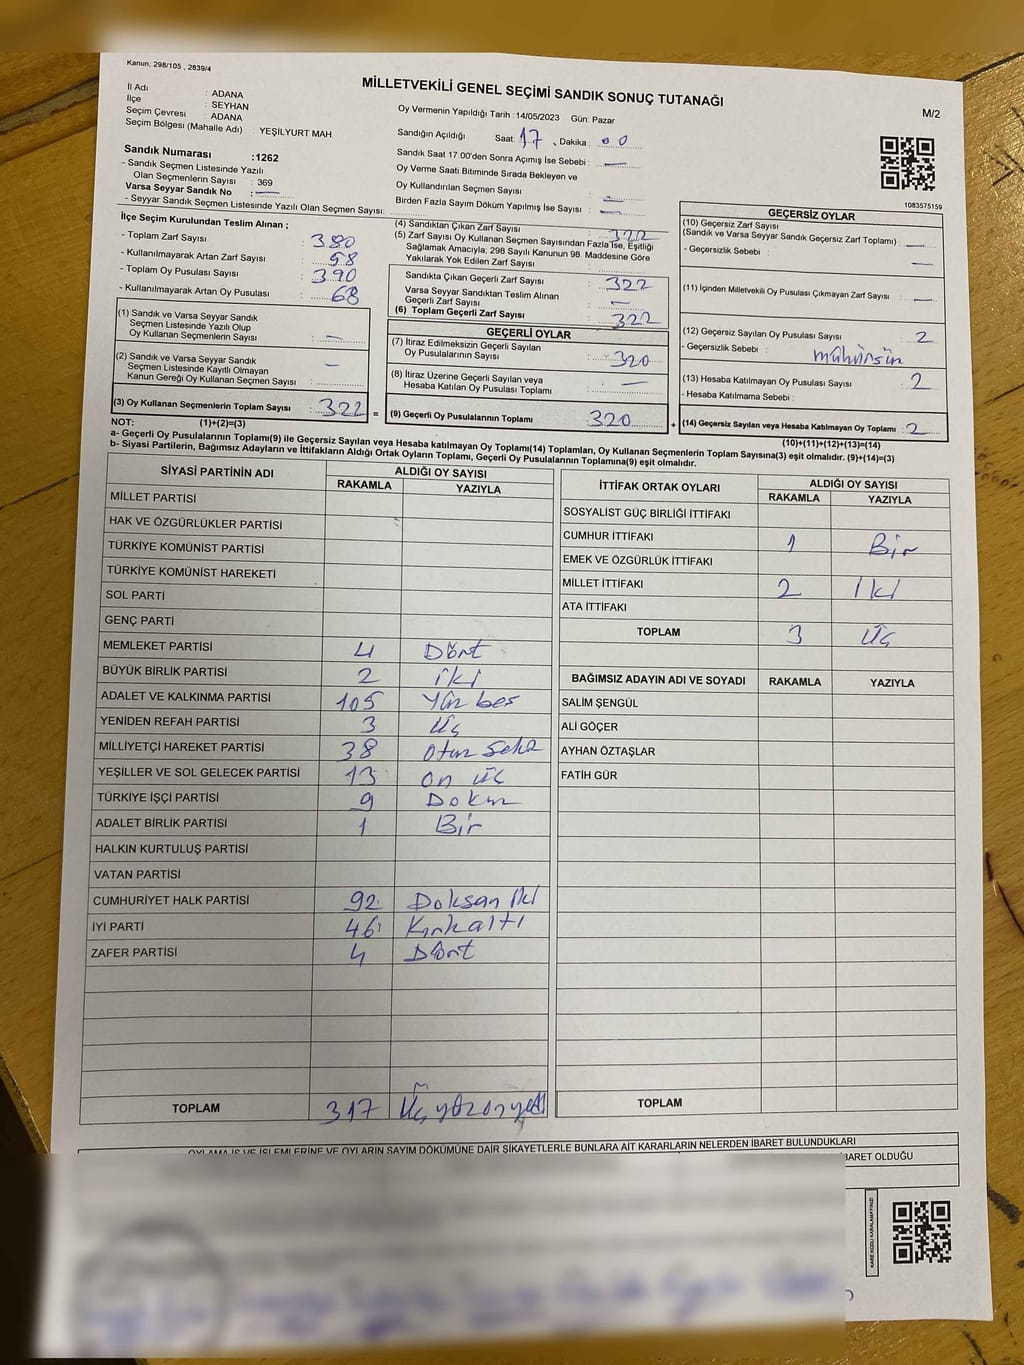 Kanun; 298/105 , 2839/4
MİLLETVEKİLİ GENEL SEÇİMİ SANDIK SONUÇ TUTANAĞI
M/2
İl Adı : ADANA
İlçe : SEYHAN
Seçim Çevresi : ADANA
Seçim Bölgesi (Mahalle Adı) : YEŞİLYURT MAH.
Oy Vermenin Yapıldığı Tarih :14/05/2023 Gün: Pazar
Sandığın Açıldığı Saat: 17 , Dakika : 00
Sandık Saat 17:00'den Sonra Açımış İse Sebebi : —
Oy Verme Saati Bitiminde Sırada Bekleyen ve
Oy Kullandırılan Seçmen Sayısı : —
Birden Fazla Sayım Döküm Yapılmış İse Sayısı : —
Sandık Numarası :1262
- Sandık Seçmen Listesinde Yazılı
Olan Seçmenlerin Sayısı : 369
Varsa Seyyar Sandık No : —
- Seyyar Sandık Seçmen Listesinde Yazılı Olan Seçmen Sayısı:
1083575159
İlçe Seçim Kurulundan Teslim Alınan ;
- Toplam Zarf Sayısı : 380
- Kullanılmayarak Artan Zarf Sayısı : 58
- Toplam Oy Pusulası Sayısı : 390
- Kullanılmayarak Artan Oy Pusulası : 68
(1) Sandık ve Varsa Seyyar Sandık
Seçmen Listesinde Yazılı Olup
Oy Kullanan Seçmenlerin Sayısı : —
(2) Sandık ve Varsa Seyyar Sandık
Seçmen Listesinde Kayıtlı Olmayan
Kanun Gereği Oy Kullanan Seçmen Sayısı : —
(3) Oy Kullanan Seçmenlerin Toplam Sayısı : 322 =
(4) Sandıktan Çıkan Zarf Sayısı : 322
(5) Zarf Sayısı Oy Kullanan Seçmen Sayısından Fazla İse, Eşitliği
Sağlamak Amacıyla; 298 Sayılı Kanunun 98. Maddesine Göre
Yakılarak Yok Edilen Zarf Sayısı :
Sandıkta Çıkan Geçerli Zarf Sayısı : 322
Varsa Seyyar Sandıktan Teslim Alınan
Geçerli Zarf Sayısı : —
(6) Toplam Geçerli Zarf Sayısı : 322
GEÇERLİ OYLAR
(7) İtiraz Edilmeksizin Geçerli Sayılan
Oy Pusulalarının Sayısı : 320
(8) İtiraz Üzerine Geçerli Sayılan veya
Hesaba Katılan Oy Pusulası Toplamı : —
(9) Geçerli Oy Pusulalarının Toplamı : 320 +
GEÇERSİZ OYLAR
(10) Geçersiz Zarf Sayısı
(Sandık ve Varsa Seyyar Sandık Geçersiz Zarf Toplamı) : —
- Geçersizlik Sebebi : —
(11) İçinden Milletvekili Oy Pusulası Çıkmayan Zarf Sayısı : —
(12) Geçersiz Sayılan Oy Pusulası Sayısı : 2
- Geçersizlik Sebebi : mühürsün
(13) Hesaba Katılmayan Oy Pusulası Sayısı : 2
- Hesaba Katılmama Sebebi :
(14) Geçersiz Sayılan veya Hesaba Katılmayan Oy Toplamı : 2
NOT: (1)+(2)=(3)
(10)+(11)+(12)+(13)=(14)
a- Geçerli Oy Pusulalarının Toplamı(9) ile Geçersiz Sayılan veya Hesaba katılmayan Oy Toplamı(14) Toplamları, Oy Kullanan Seçmenlerin Toplam Sayısına(3) eşit olmalıdır. (9)+(14)=(3)
b- Siyasi Partilerin, Bağımsız Adayların ve İttifakların Aldığı Ortak Oyların Toplamı, Geçerli Oy Pusulalarının Toplamına(9) eşit olmalıdır.
SİYASİ PARTİNİN ADI ALDIĞI OY SAYISI
RAKAMLA YAZIYLA
MİLLET PARTİSİ
HAK VE ÖZGÜRLÜKLER PARTİSİ
TÜRKİYE KOMÜNİST PARTİSİ
TÜRKİYE KOMÜNİST HAREKETİ
SOL PARTİ
GENÇ PARTİ
MEMLEKET PARTİSİ 4 Dört
BÜYÜK BİRLİK PARTİSİ 2 iki
ADALET VE KALKINMA PARTİSİ 105 Yüz beş
YENİDEN REFAH PARTİSİ 3 Üç
MİLLİYETÇİ HAREKET PARTİSİ 38 Otuz Sekiz
YEŞİLLER VE SOL GELECEK PARTİSİ 13 On üç
TÜRKİYE İŞÇİ PARTİSİ 9 Dokuz
ADALET BİRLİK PARTİSİ 1 Bir
HALKIN KURTULUŞ PARTİSİ
VATAN PARTİSİ
CUMHURİYET HALK PARTİSİ 92 Doksan iki
İYİ PARTİ 46 Kırkaltı
ZAFER PARTİSİ 4 Dört
TOPLAM 317 Üçyüzonyedi
İTTİFAK ORTAK OYLARI ALDIĞI OY SAYISI
RAKAMLA YAZIYLA
SOSYALİST GÜÇ BİRLİĞİ İTTİFAKI
CUMHUR İTTİFAKI 1 Bir
EMEK VE ÖZGÜRLÜK İTTİFAKI
MİLLET İTTİFAKI 2 İki
ATA İTTİFAKI
TOPLAM 3 Üç
BAĞIMSIZ ADAYIN ADI VE SOYADI RAKAMLA YAZIYLA
SALİM ŞENGÜL
ALİ GÖÇER
AYHAN ÖZTAŞLAR
FATİH GÜR
TOPLAM
OYLAMA İŞ VE İŞLEMLERİNE VE OYLARIN SAYIM DÖKÜMÜNE DAİR ŞİKAYETLERLE BUNLARA AİT KARARLARIN NELERDEN İBARET BULUNDUKLARI
İBARET OLDUĞU
KARE KODU KARALAMAYINIZ!